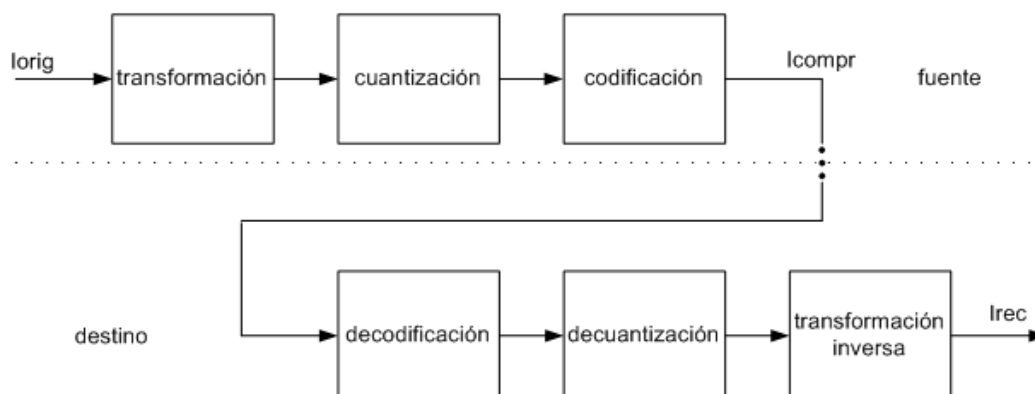 Iorig
transformación
cuantización
codificación
Icompr
fuente
destino
decodificación
decuantización
transformación
inversa
Irec